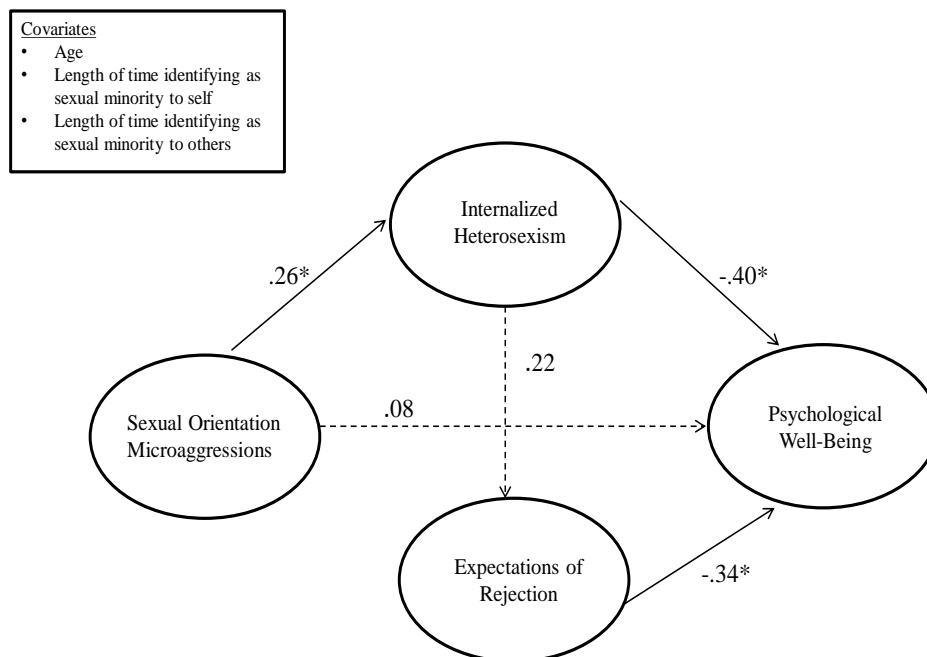 Covariates
• Age
• Length of time identifying as
sexual minority to self
• Length of time identifying as
sexual minority to others
Internalized
Heterosexism
.26*
-.40*
.22
.08
Sexual Orientation
Microaggressions
Psychological
Well-Being
Expectations of
Rejection
-.34*